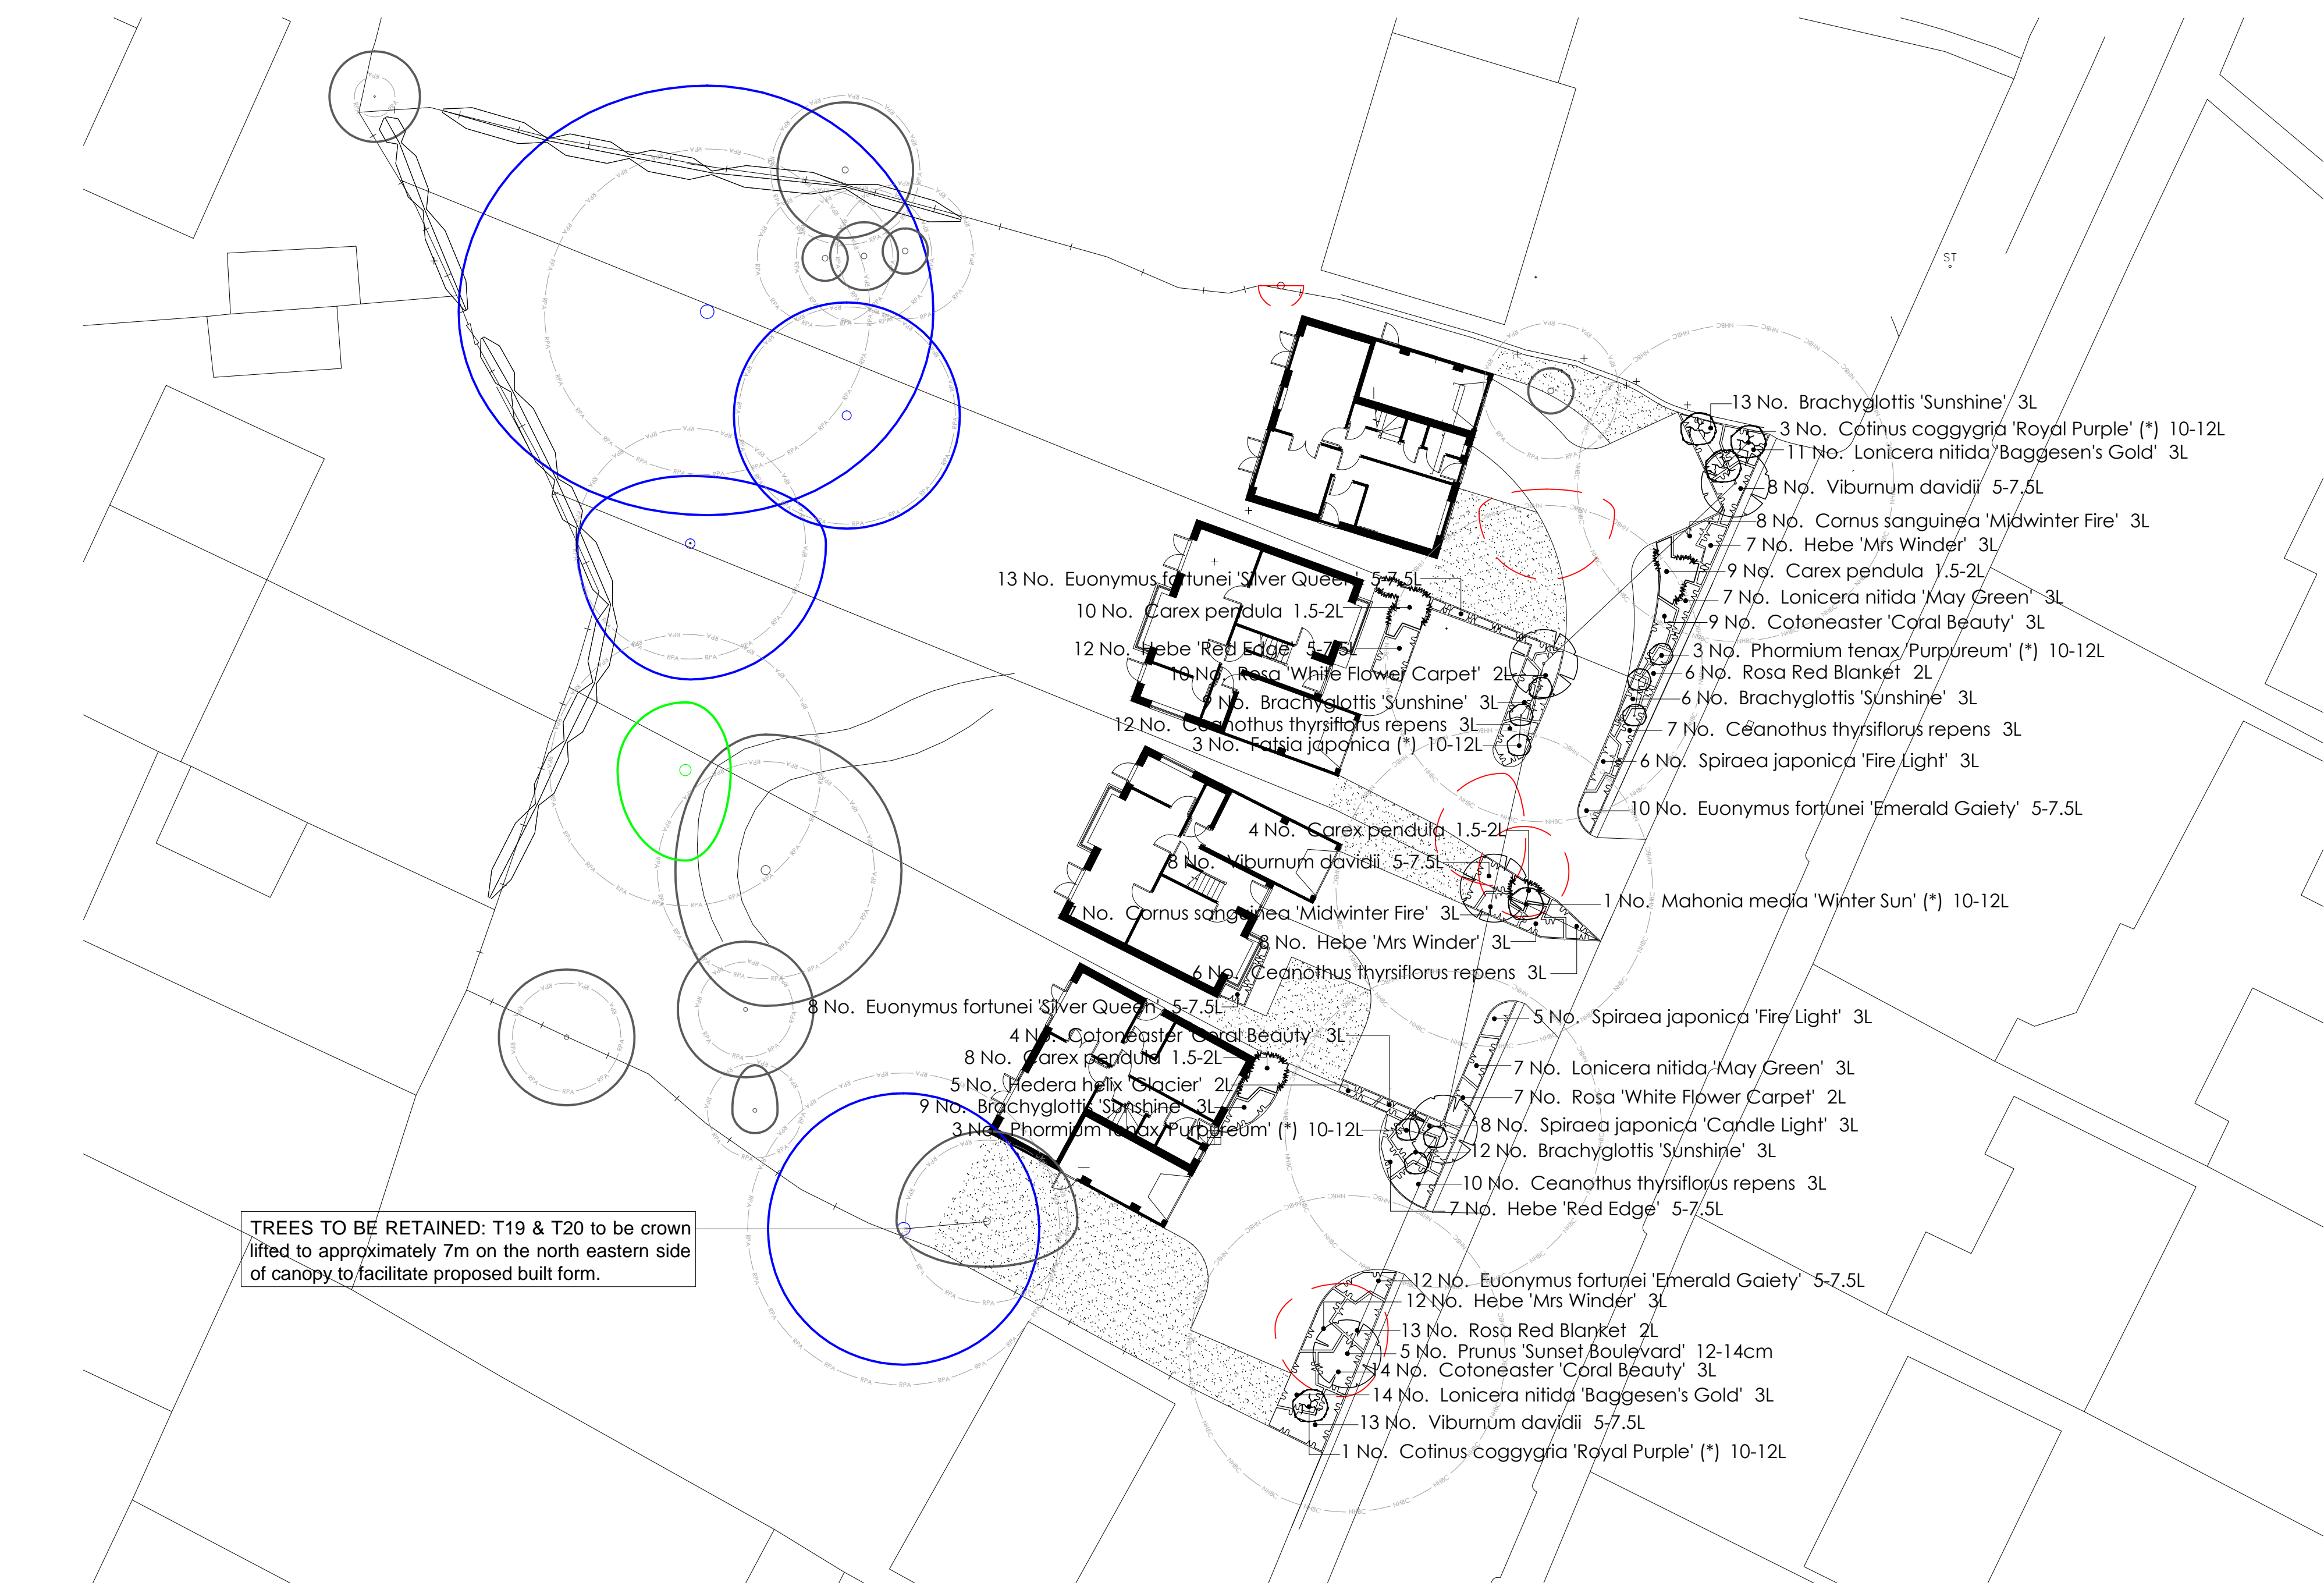 ST
13 No. Brachyglottis 'Sunshine' 3L
3 No. Cotinus coggygria 'Royal Purple' (*) 10-12L
11 No. Lonicera nitida 'Baggesen's Gold' 3L
8 No. Viburnum davidii 5-7.5L
8 No. Cornus sanguinea 'Midwinter Fire' 3L
7 No. Hebe 'Mrs Winder' 3L
9 No. Carex pendula 1.5-2L
7 No. Lonicera nitida 'May Green' 3L
9 No. Cotoneaster 'Coral Beauty' 3L
3 No. Phormium tenax 'Purpureum' (*) 10-12L
6 No. Rosa Red Blanket 2L
6 No. Brachyglottis 'Sunshine' 3L
7 No. Ceanothus thyrsiflorus repens 3L
6 No. Spiraea japonica 'Fire Light' 3L
10 No. Euonymus fortunei 'Emerald Gaiety' 5-7.5L
13 No. Euonymus fortunei 'Silver Queen' 5-7.5L
10 No. Carex pendula 1.5-2L
12 No. Hebe 'Red Edge' 5-7.5L
10 No. Rosa 'White Flower Carpet' 2L
No. Brachyglottis 'Sunshine' 3L
12 No. Ceanothus thyrsiflorus repens 3L
3 No. Fatsia japonica (*) 10-12L
4 No. Carex pendula 1.5-2L
8 No. Viburnum davidii 5-7.5L
1 No. Mahonia media 'Winter Sun' (*) 10-12L
7 No. Cornus sanguinea 'Midwinter Fire' 3L
8 No. Hebe 'Mrs Winder' 3L
6 No. Ceanothus thyrsiflorus repens 3L
8 No. Euonymus fortunei 'Silver Queen' 5-7.5L
4 No. Cotoneaster 'Coral Beauty' 3L
8 No. Carex pendula 1.5-2L
5 No. Hedera helix 'Glacier' 2L
9 No. Brachyglottis 'Sunshine' 3L
3 No. Phormium tenax 'Purpureum' (*) 10-12L
5 No. Spiraea japonica 'Fire Light' 3L
7 No. Lonicera nitida 'May Green' 3L
7 No. Rosa 'White Flower Carpet' 2L
8 No. Spiraea japonica 'Candle Light' 3L
12 No. Brachyglottis 'Sunshine' 3L
10 No. Ceanothus thyrsiflorus repens 3L
7 No. Hebe 'Red Edge' 5-7.5L
TREES TO BE RETAINED: T19 & T20 to be crown
lifted to approximately 7m on the north eastern side
of canopy to facilitate proposed built form.
12 No. Euonymus fortunei 'Emerald Gaiety' 5-7.5L
12 No. Hebe 'Mrs Winder' 3L
13 No. Rosa Red Blanket 2L
5 No. Prunus 'Sunset Boulevard' 12-14cm
14 No. Cotoneaster 'Coral Beauty' 3L
14 No. Lonicera nitida 'Baggesen's Gold' 3L
13 No. Viburnum davidii 5-7.5L
1 No. Cotinus coggygria 'Royal Purple' (*) 10-12L
RPA
NHBC